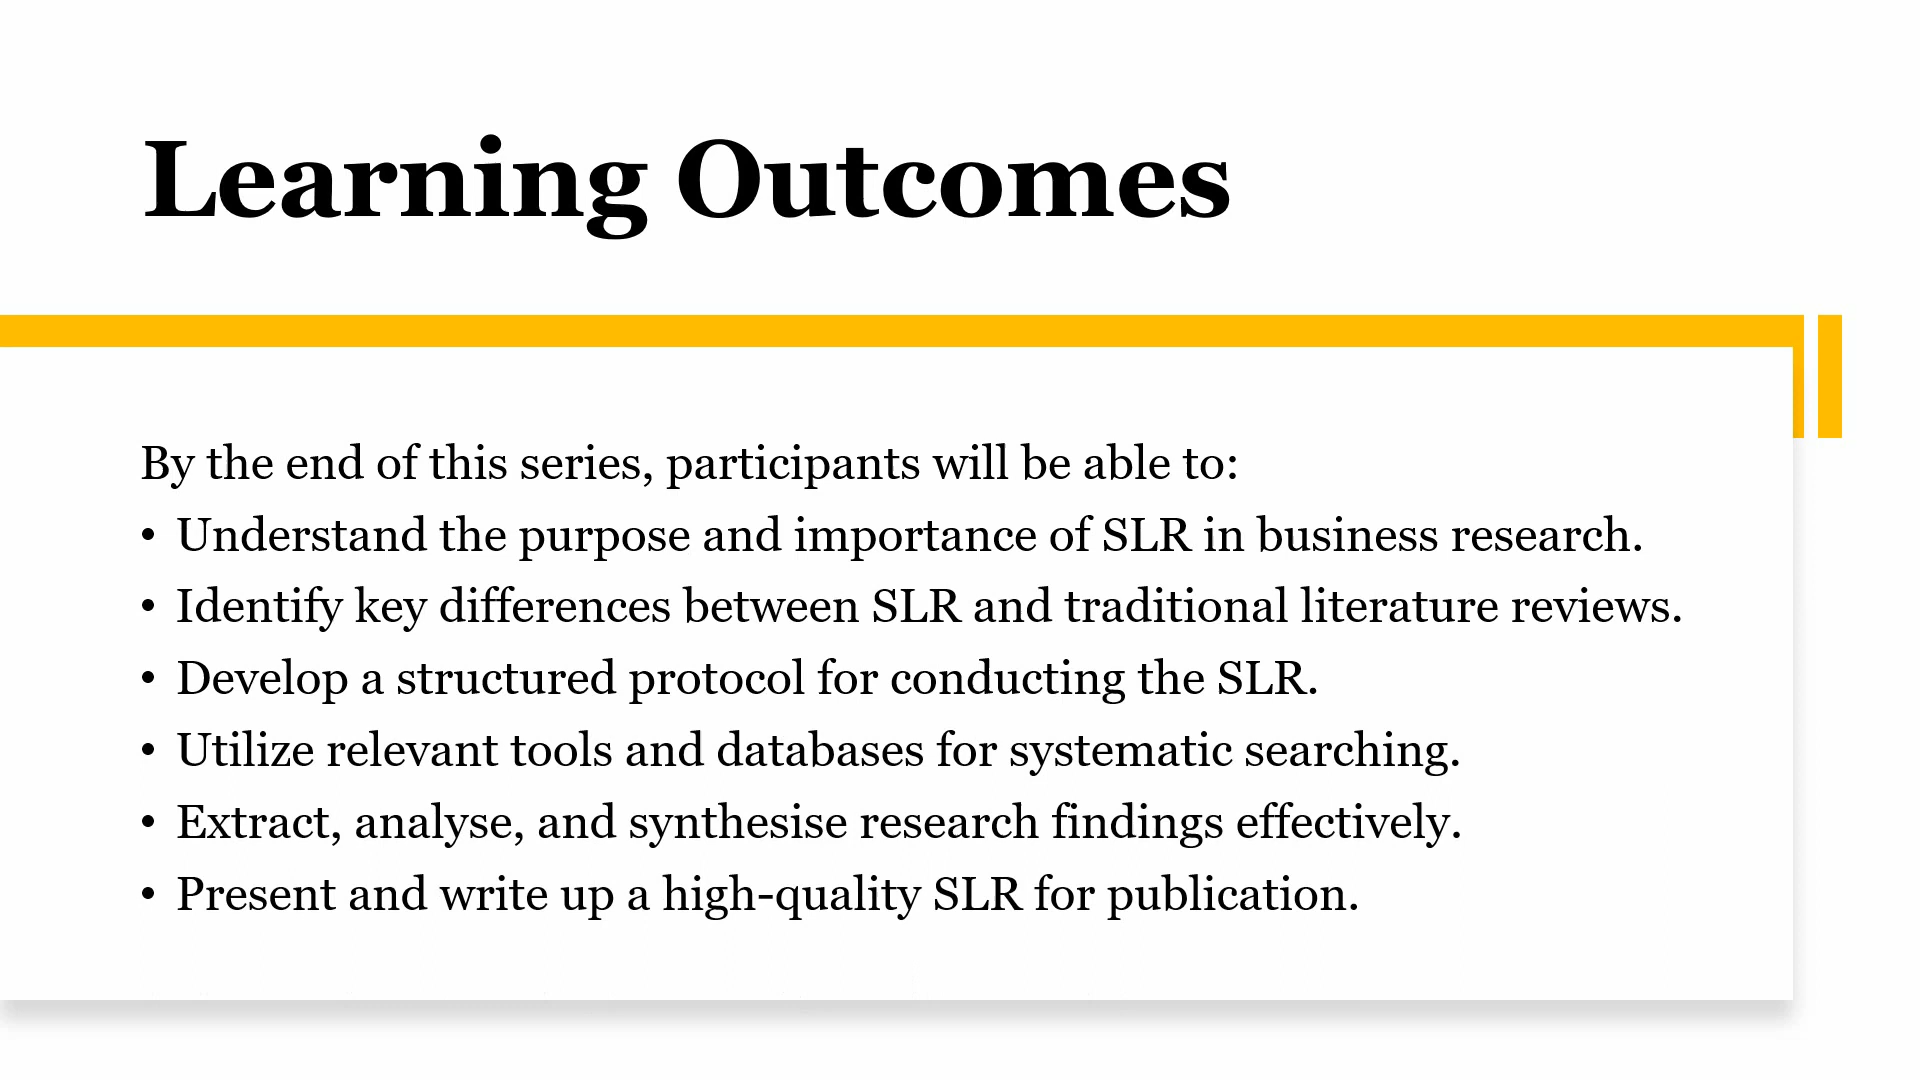 Learning Outcomes
By the end of this series, participants will be able to:
• Understand the purpose and importance of SLR in business research.
• Identify key differences between SLR and traditional literature reviews.
• Develop a structured protocol for conducting the SLR.
• Utilize relevant tools and databases for systematic searching.
• Extract, analyse, and synthesise research findings effectively.
• Present and write up a high-quality SLR for publication.